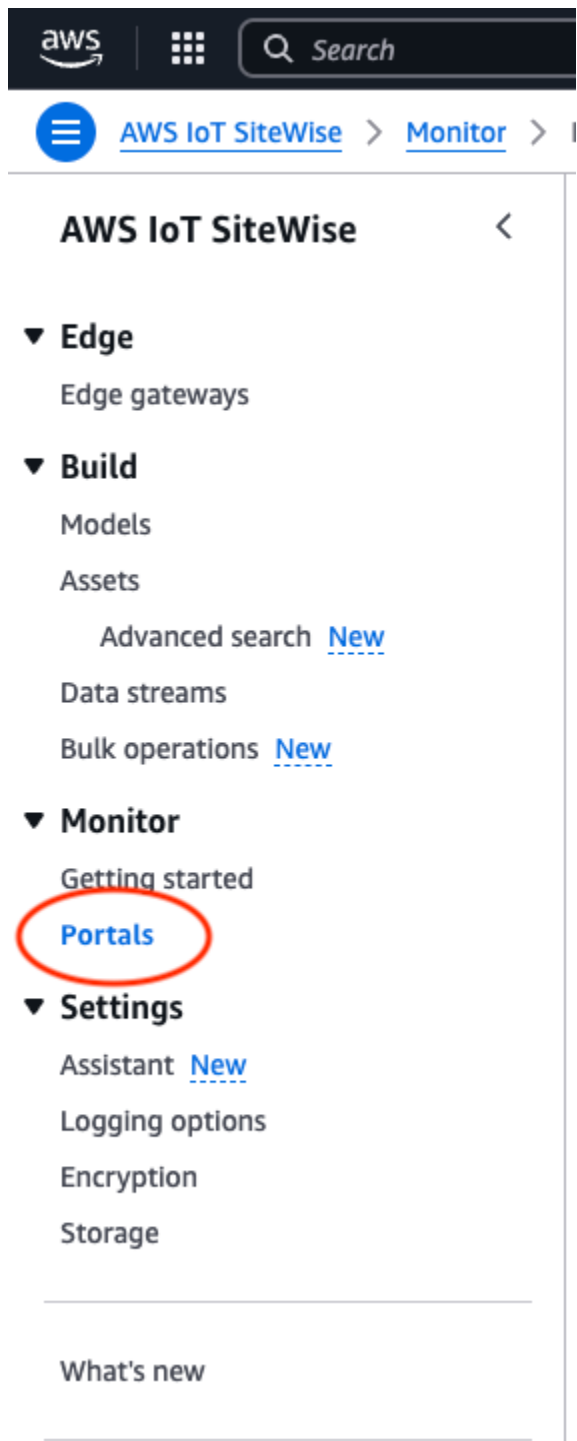 aws Search
AWS IoT SiteWise > Monitor >
AWS IoT SiteWise
Edge
Edge gateways
Build
Models
Assets
Advanced search New
Data streams
Bulk operations New
Monitor
Getting started
Portals
Settings
Assistant New
Logging options
Encryption
Storage
What's new